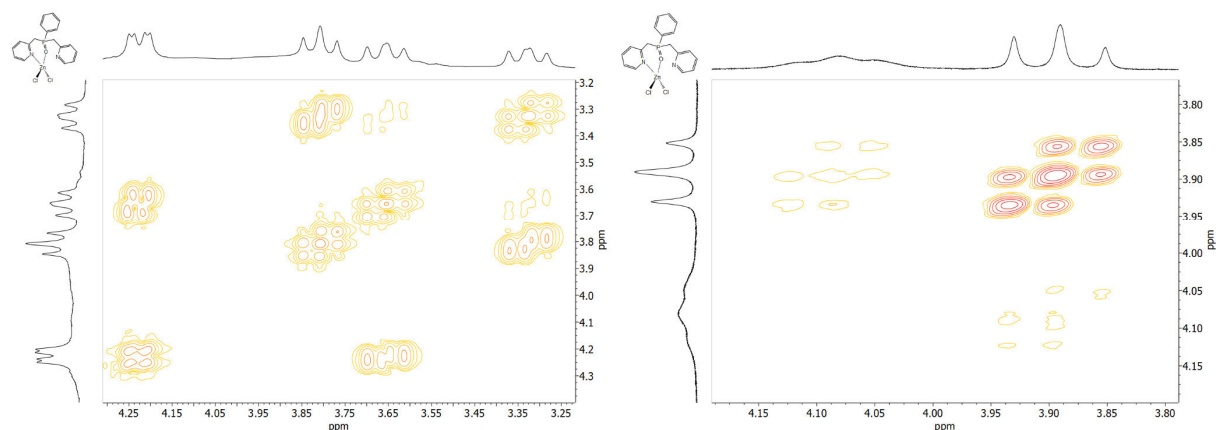 P
O
N
N
Zn
Cl
Cl
3.2
3.3
3.4
3.5
3.6
3.7
3.8
3.9
4.0
4.1
4.2
4.3
ppm
4.25 4.15 4.05 3.95 3.85 3.75 3.65 3.55 3.45 3.35 3.25
ppm
P
O
N
N
Zn
Cl
Cl
3.80
3.85
3.90
3.95
4.00
4.05
4.10
4.15
ppm
4.15 4.10 4.05 4.00 3.95 3.90 3.85 3.80
ppm